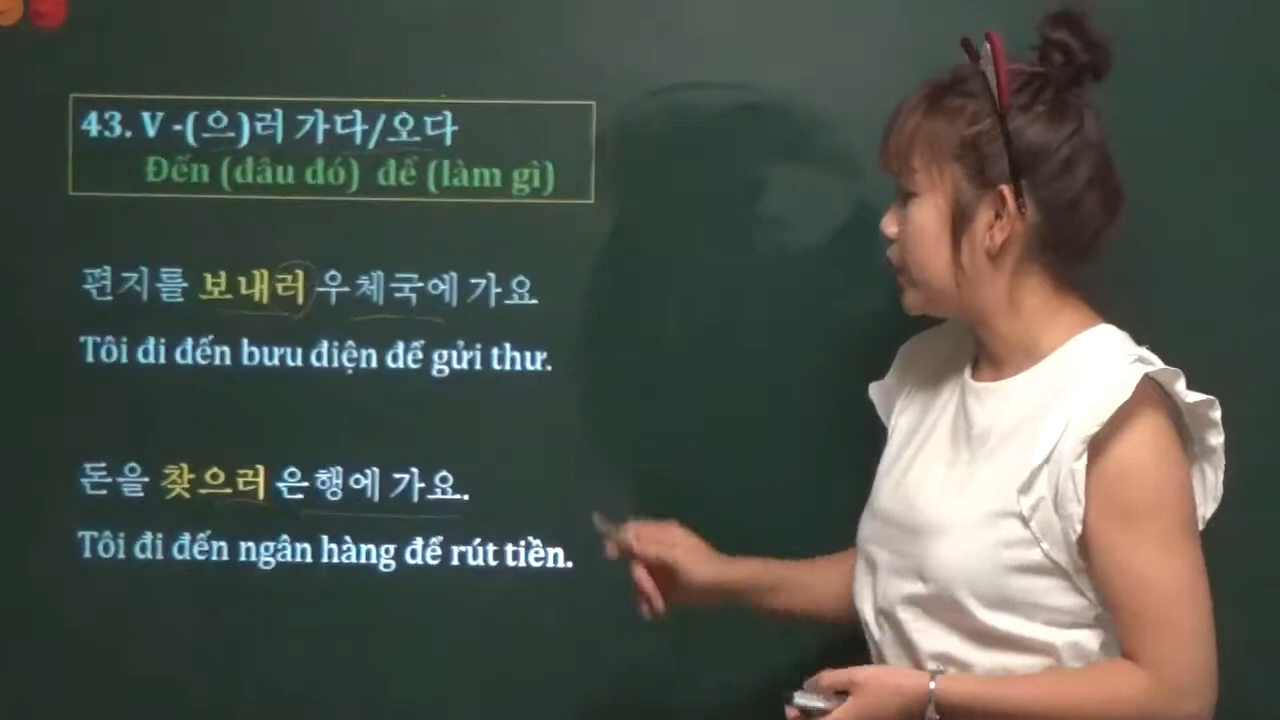 43. V -(으)러 가다/오다
Đến (đâu đó) để (làm gì)
편지를 보내러 우체국에 가요
Tôi đi đến bưu điện để gửi thư.
돈을 찾으러 은행에 가요.
Tôi đi đến ngân hàng để rút tiền.